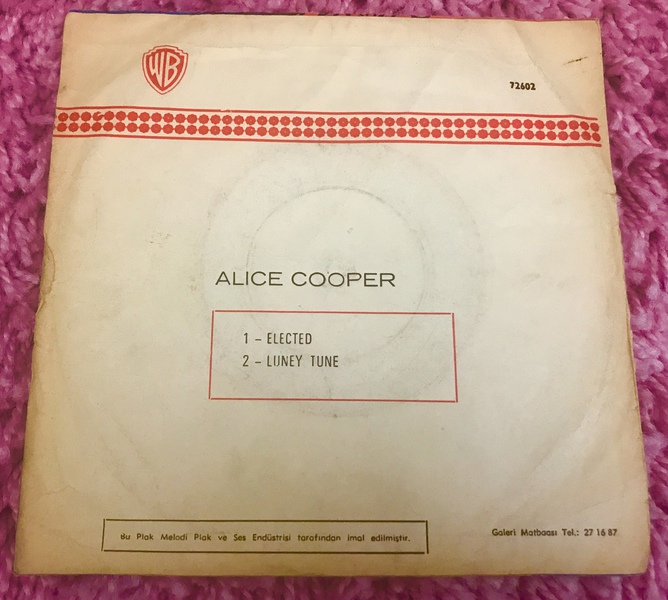 WB
72602
ALICE COOPER
1 - ELECTED
2 - LUNEY TUNE
Bu Plak Melodi Plak ve Ses Endüstrisi tarafından imal edilmiştir.
Galeri Matbaası Tel.: 27 16 87